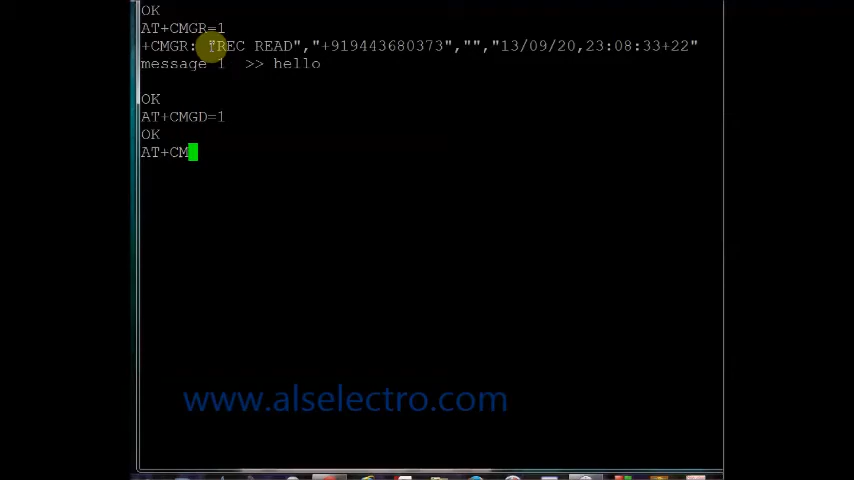 OK
AT+CMGR=1
+CMGR: "REC READ","+919443680373","","13/09/20,23:08:33+22"
message 1  >> hello
OK
AT+CMGD=1
OK
AT+CM
www.alselectro.com